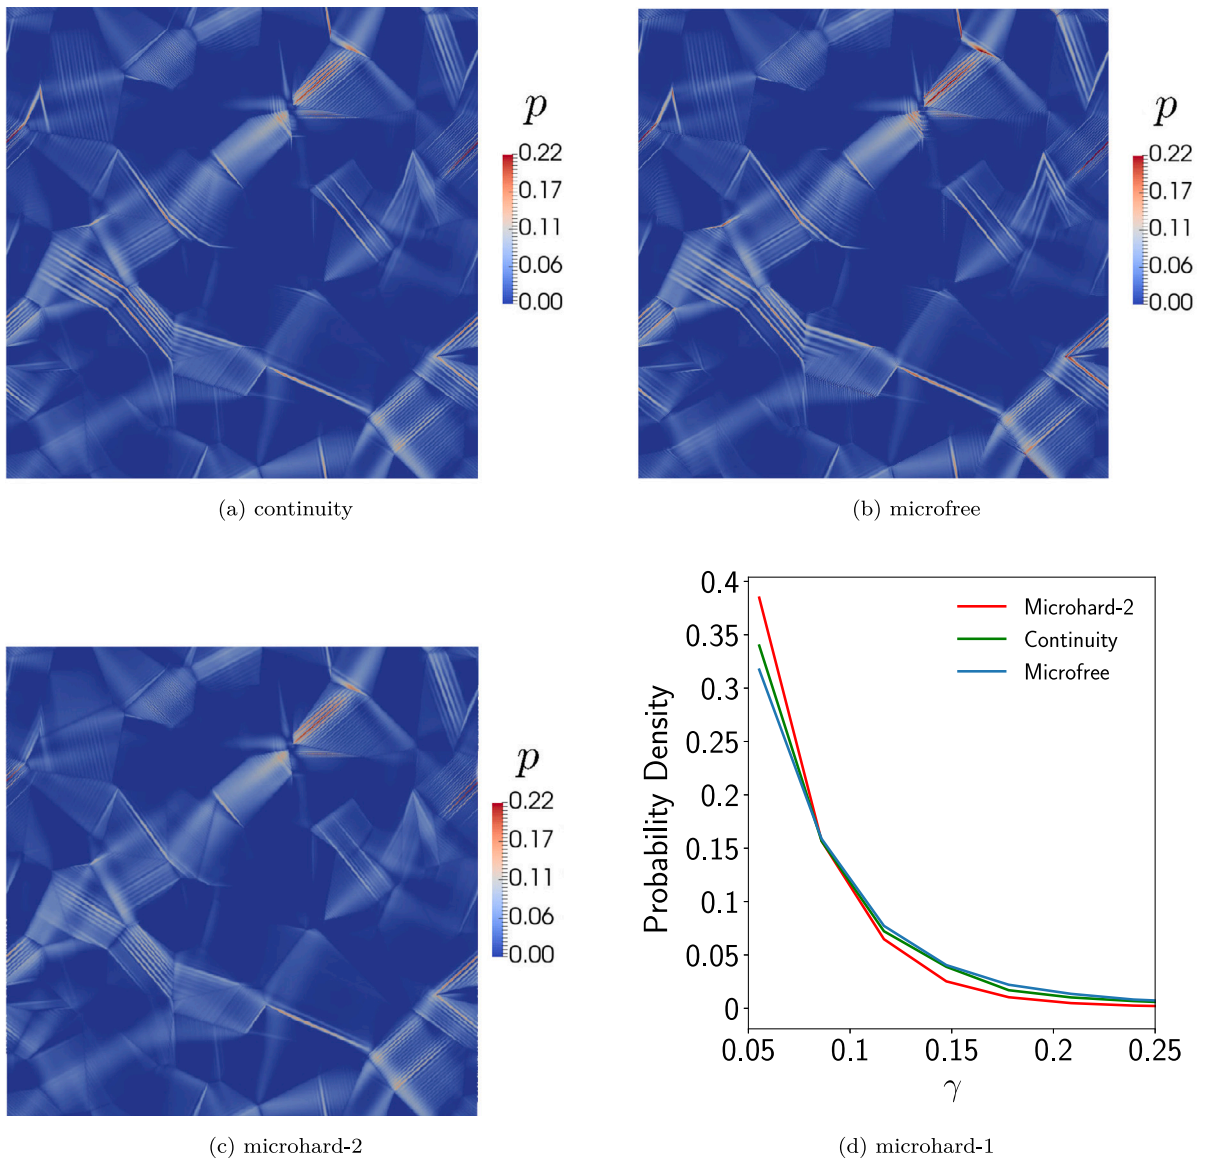 p
0.22
0.17
0.11
0.06
0.00
(a) continuity
p
0.22
0.17
0.11
0.06
0.00
(b) microfree
p
0.22
0.17
0.11
0.06
0.00
(c) microhard-2
0.4
0.35
0.3
0.25
0.2
0.15
0.1
0.05
0
Probability Density
Microhard-2
Continuity
Microfree
0.05 0.1 0.15 0.2 0.25
γ
(d) microhard-1